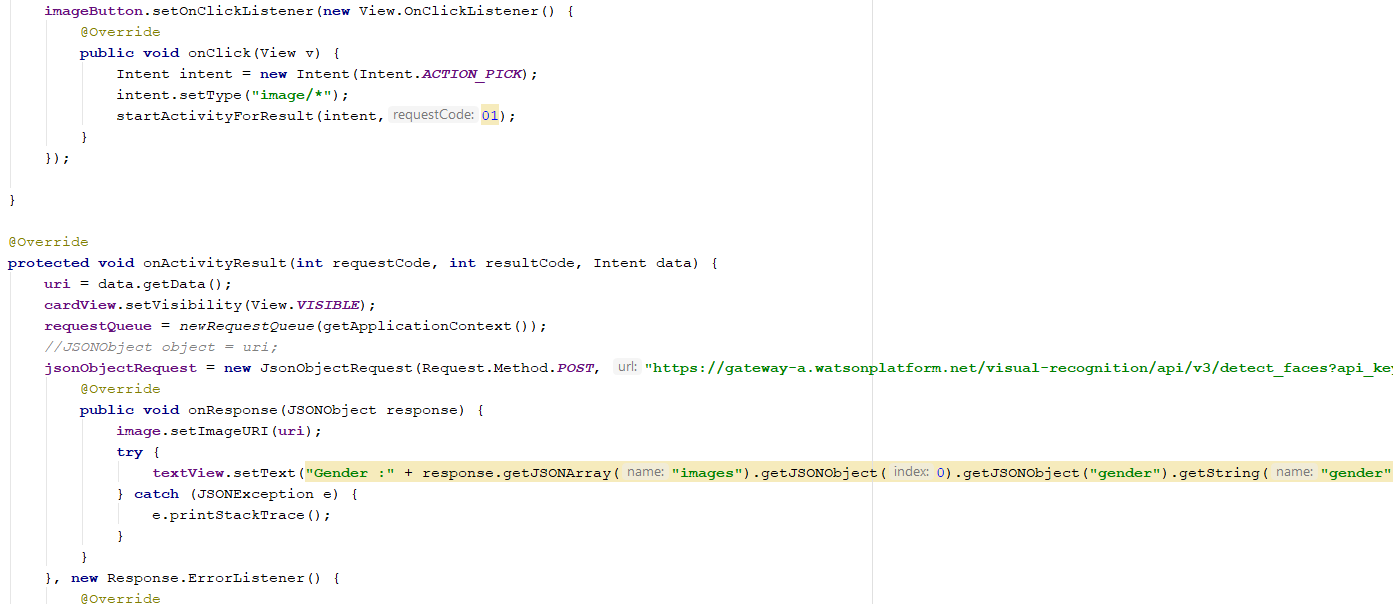 imageButton.setOnClickListener(new View.OnClickListener() {
@Override
public void onClick(View v) {
Intent intent = new Intent(Intent.ACTION_PICK);
intent.setType("image/*");
startActivityForResult(intent, requestCode: 01);
}
});
}
@Override
protected void onActivityResult(int requestCode, int resultCode, Intent data) {
uri = data.getData();
cardView.setVisibility(View.VISIBLE);
requestQueue = newRequestQueue(getApplicationContext());
//JSONObject object = uri;
jsonObjectRequest = new JsonObjectRequest(Request.Method.POST, url: "https://gateway-a.watsonplatform.net/visual-recognition/api/v3/detect_faces?api_key
@Override
public void onResponse(JSONObject response) {
image.setImageURI(uri);
try {
textView.setText("Gender :" + response.getJSONArray( name: "images").getJSONObject( index: 0).getJSONObject("gender").getString( name: "gender"
} catch (JSONException e) {
e.printStackTrace();
}
}
}, new Response.ErrorListener() {
@Override